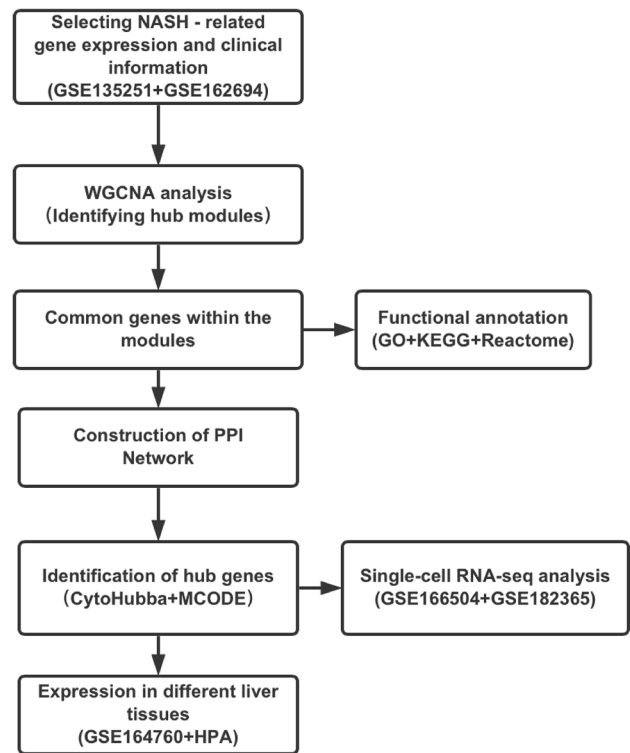 Selecting NASH - related
gene expression and clinical
information
(GSE135251+GSE162694)
WGCNA analysis
（Identifying hub modules）
Common genes within the
modules
Functional annotation
(GO+KEGG+Reactome)
Construction of PPI
Network
Identification of hub genes
(CytoHubba+MCODE)
Single-cell RNA-seq analysis
(GSE166504+GSE182365)
Expression in different liver
tissues
(GSE164760+HPA)